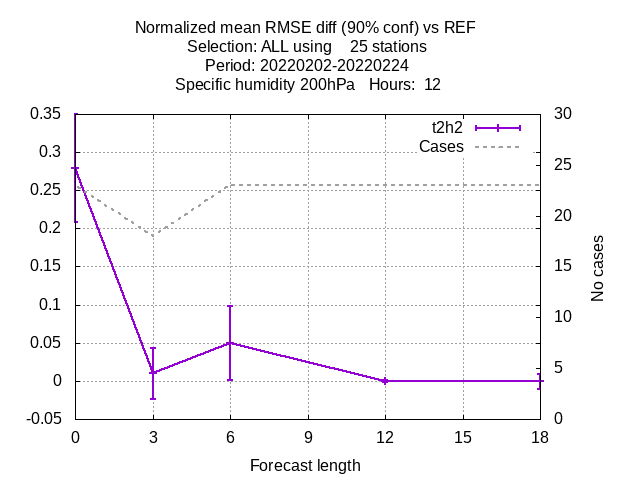 Normalized mean RMSE diff (90% conf) vs REF
Selection: ALL using    25 stations
Period: 20220202-20220224
Specific humidity 200hPa   Hours:  12
0.35
0.3
0.25
0.2
0.15
0.1
0.05
0
-0.05
t2h2
Cases
30
25
20
15
10
5
0
No cases
0 3 6 9 12 15 18
Forecast length